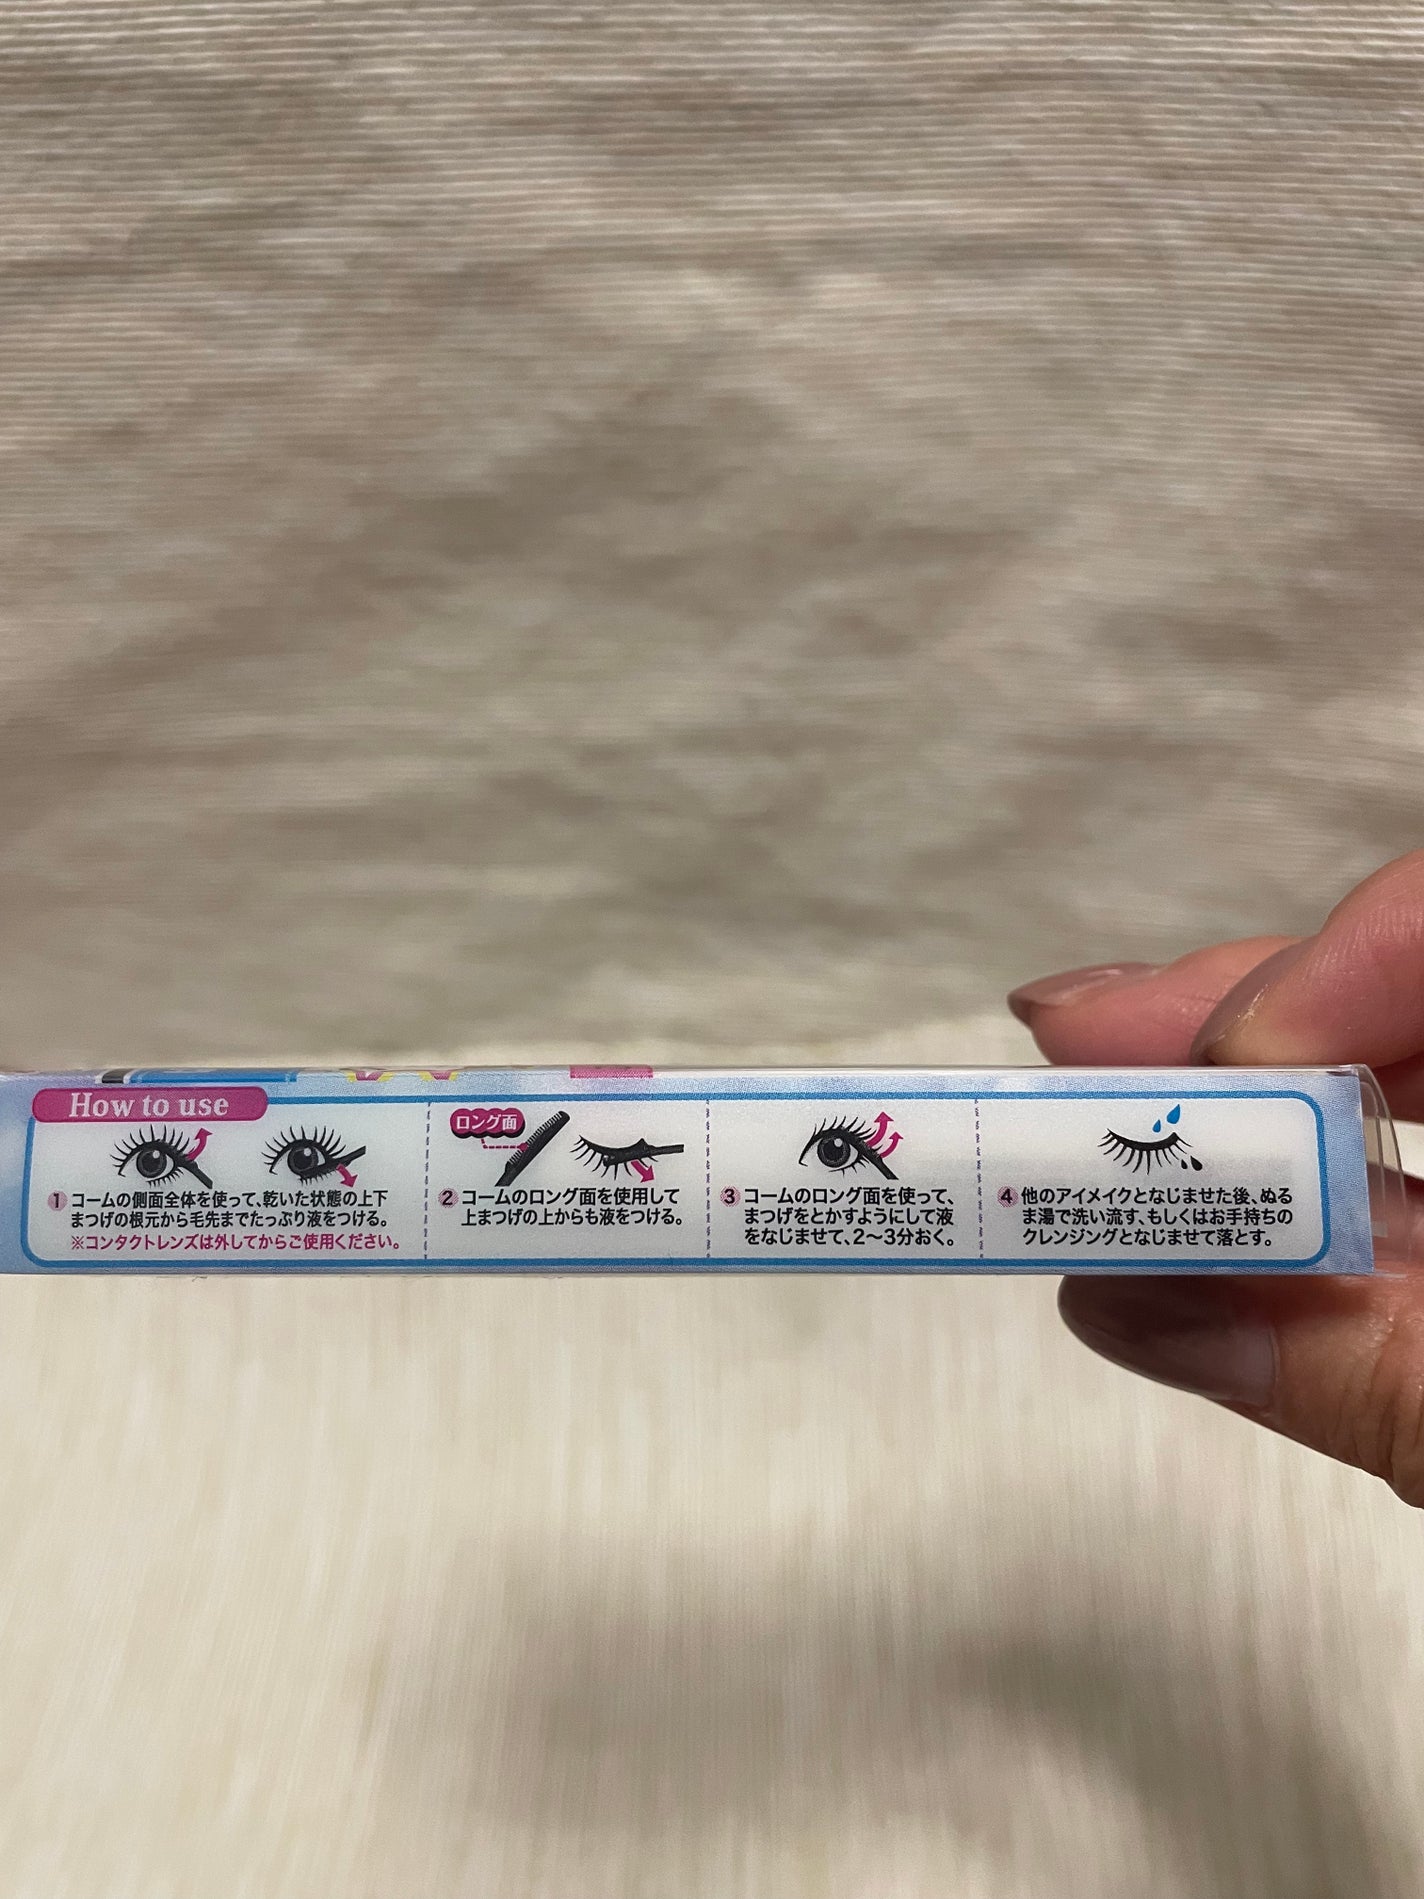 How to use
1 コームの側面全体を使って、乾いた状態の上下
まつげの根元から毛先までたっぷり液をつける。
※コンタクトレンズは外してからご使用ください。
ロング面
2 コームのロング面を使用して
上まつげの上からも液をつける。
3 コームのロング面を使って、
まつげをとかすようにして液
をなじませて、2〜3分おく。
4 他のアイメイクとなじませた後、ぬる
ま湯で洗い流す、もしくはお手持ちの
クレンジングとなじませて落とす。